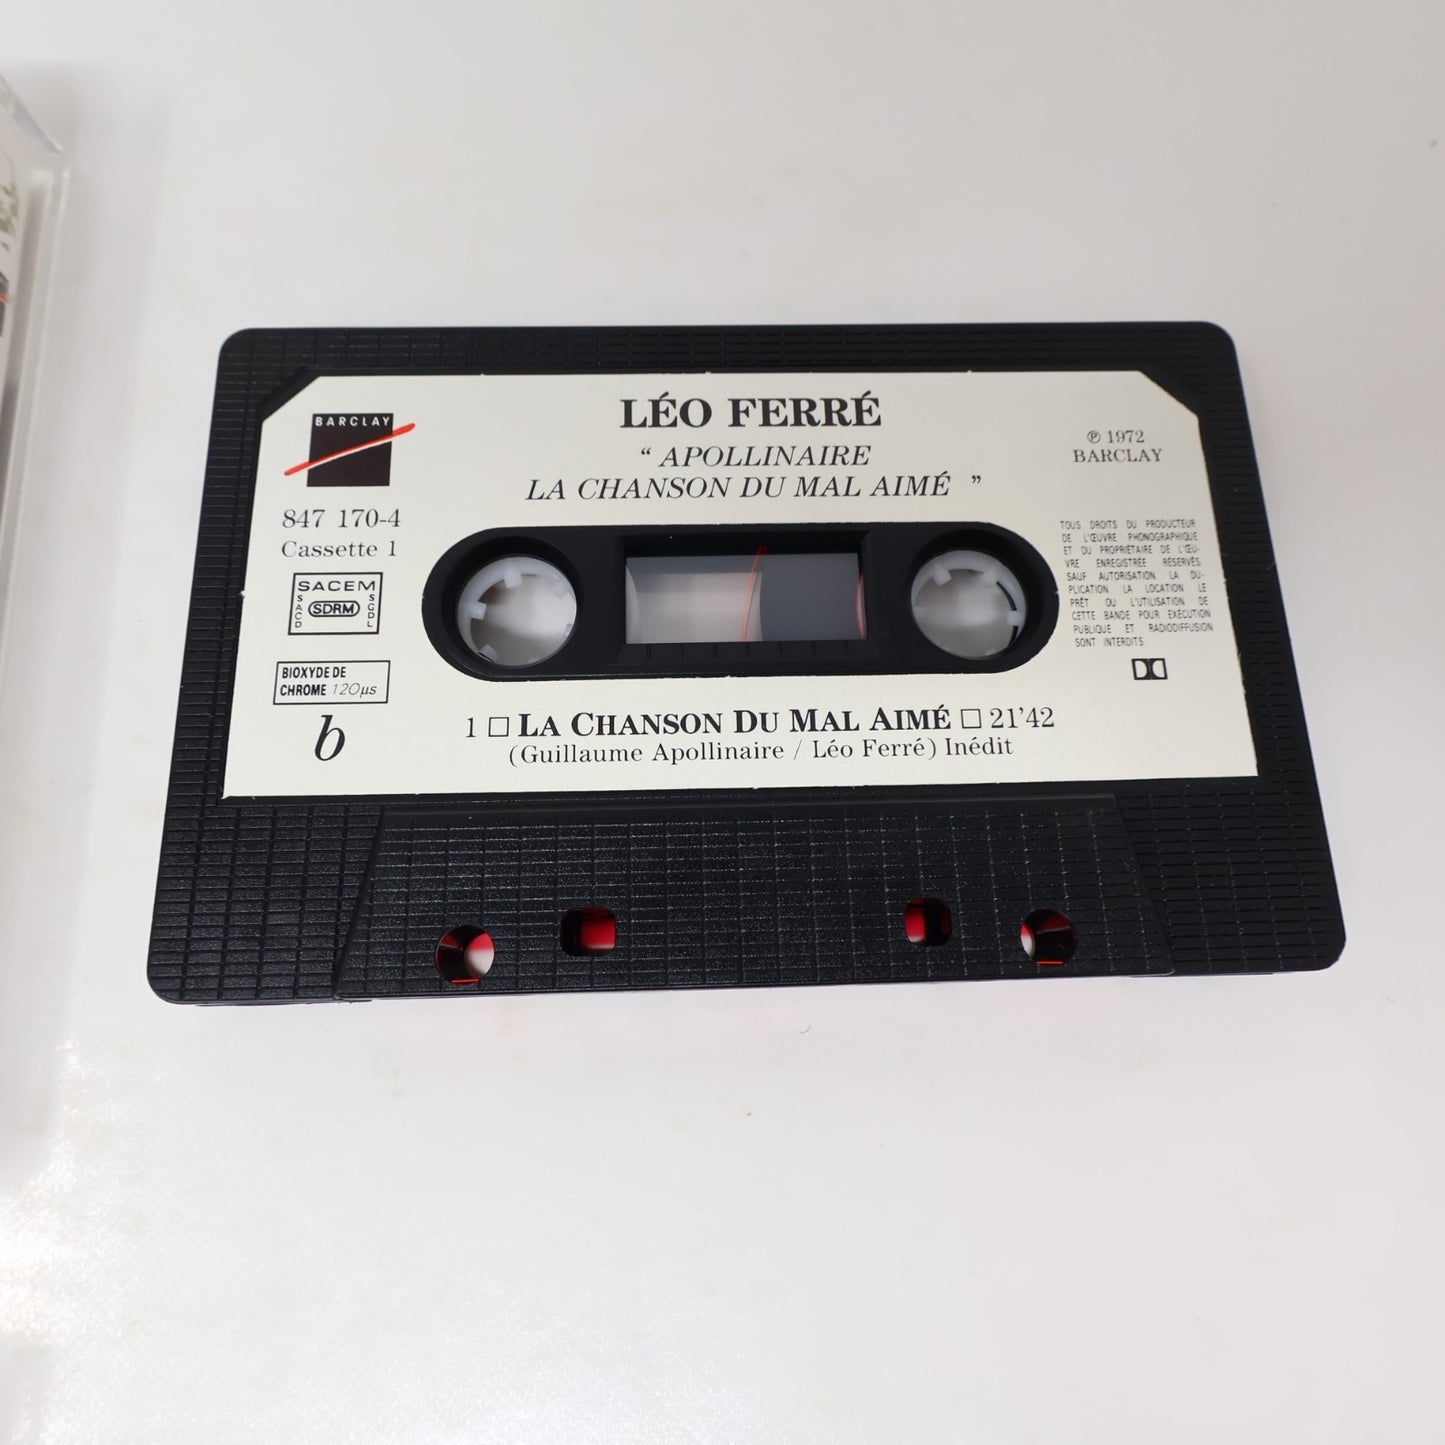 LÉO FERRÉ
“ APOLLINAIRE
LA CHANSON DU MAL AIMÉ ”
BARCLAY
847 170-4
Cassette 1
SACEM
SACD
SDRM
SGDL
BIOXYDE DE
CHROME 120µs
b
℗ 1972
BARCLAY
TOUS DROITS DU PRODUCTEUR
DE L'ŒUVRE PHONOGRAPHIQUE
ET DU PROPRIETAIRE DE L'ŒU-
VRE ENREGISTRÉE RESERVÉS
SAUF AUTORISATION LA DU-
PLICATION LA LOCATION LE
PRÊT OU L'UTILISATION DE
CETTE BANDE POUR EXÉCUTION
PUBLIQUE ET RADIODIFFUSION
SONT INTERDITS.
1 □ LA CHANSON DU MAL AIMÉ □ 21'42
(Guillaume Apollinaire / Léo Ferré) Inédit